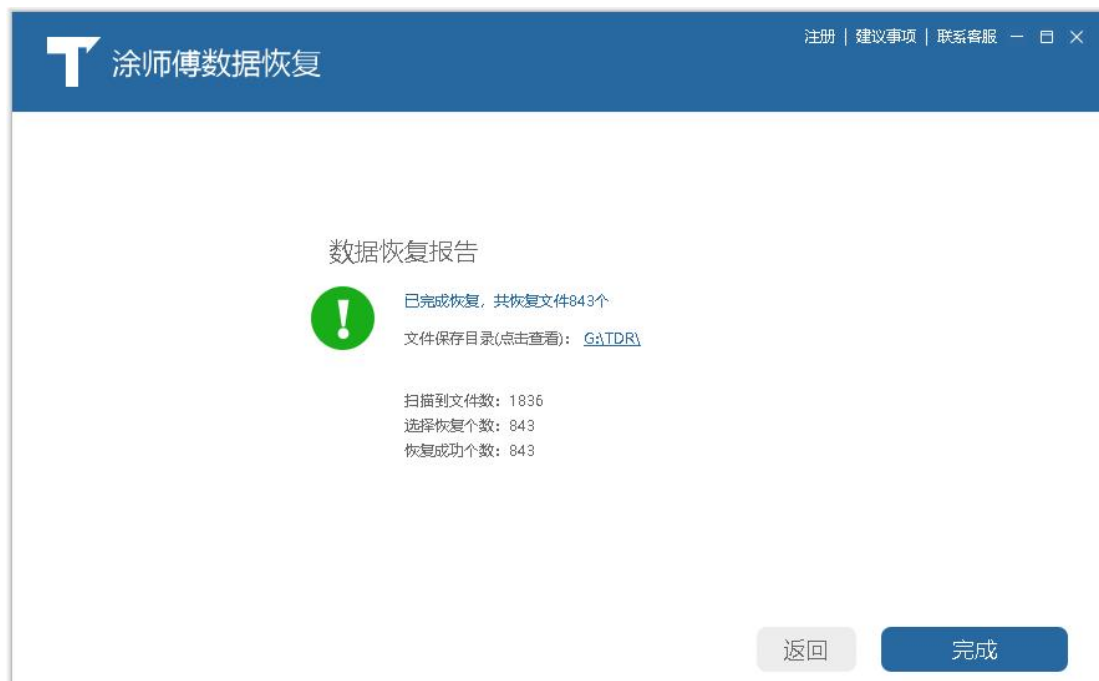 涂师傅数据恢复
注册 | 建议事项 | 联系客服
数据恢复报告
已完成恢复，共恢复文件843个
文件保存目录(点击查看)： G:\TDR\
扫描到文件数：1836
选择恢复个数：843
恢复成功个数：843
返回
完成